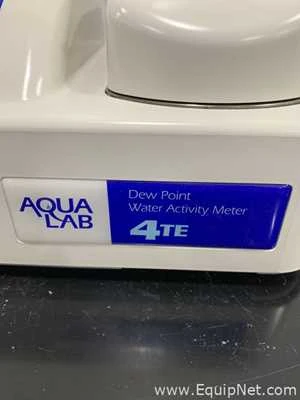 AQUA
LAB
Dew Point
Water Activity Meter
4TE
www.EquipNet.com